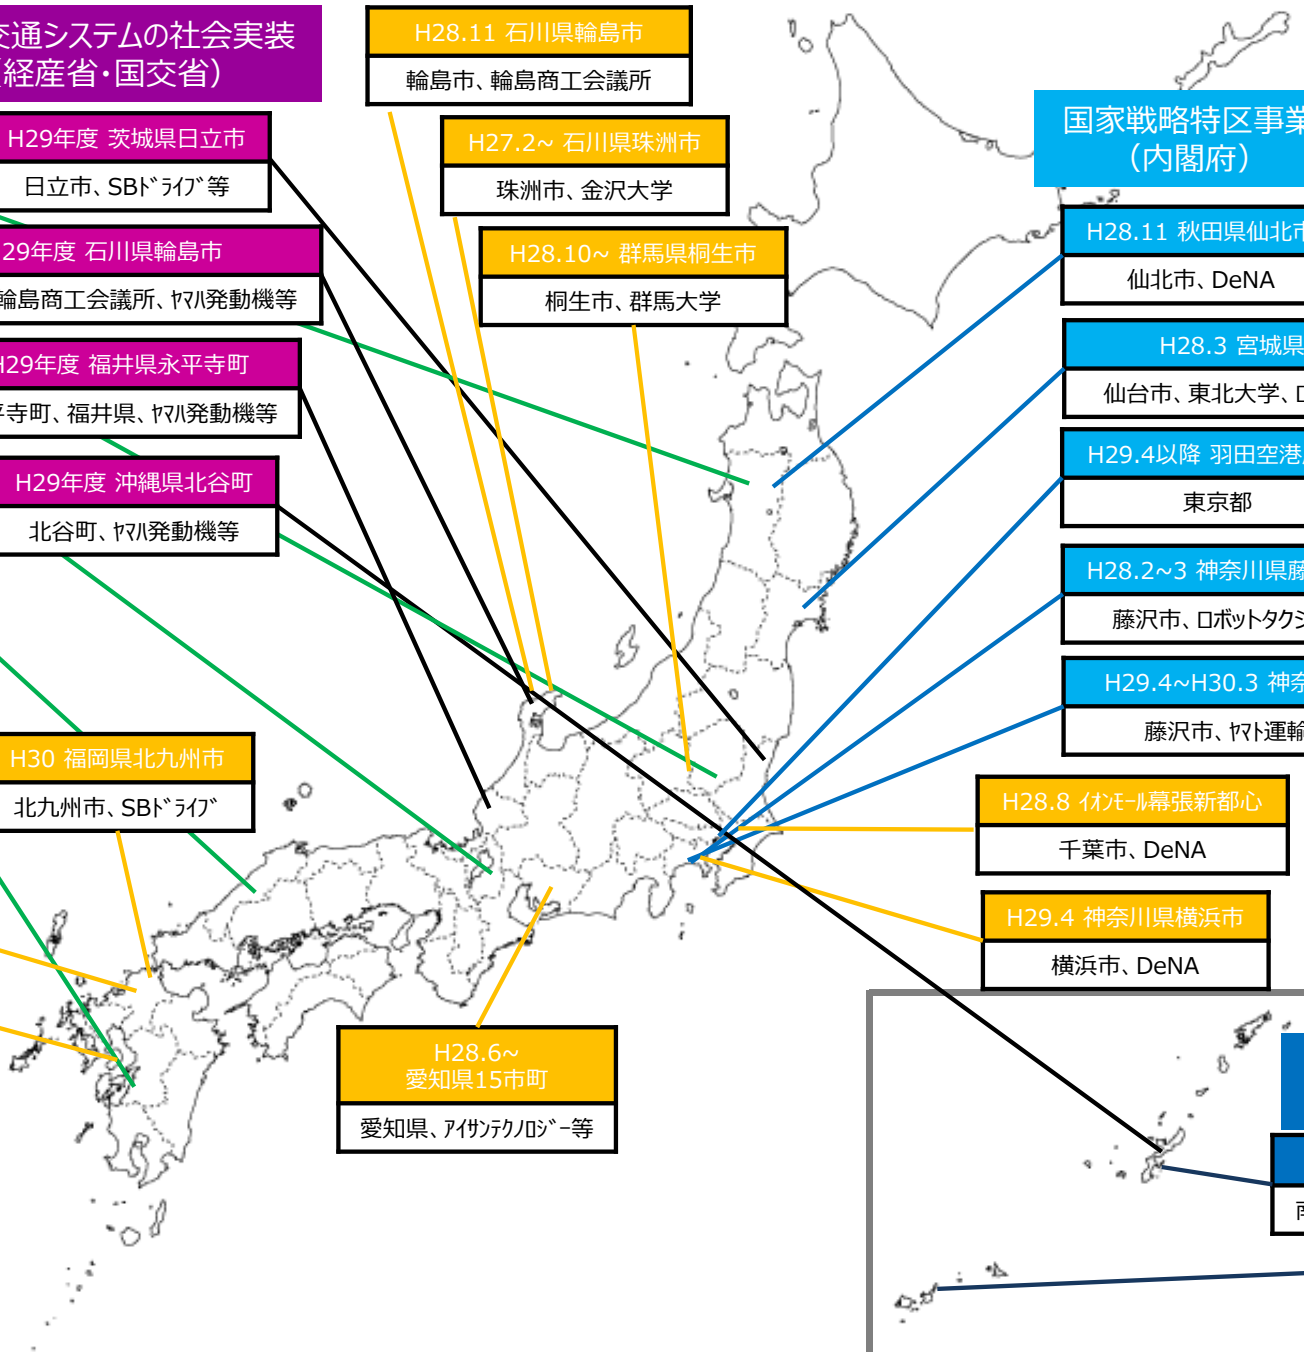 交通システムの社会実装
経産省・国交省）
H29年度 茨城県日立市
日立市、SBﾄﾞﾗｲﾌﾞ等
29年度 石川県輪島市
輪島商工会議所、ﾔﾏﾊ発動機等
H29年度 福井県永平寺町
平寺町、福井県、ﾔﾏﾊ発動機等
H29年度 沖縄県北谷町
北谷町、ﾔﾏﾊ発動機等
H30 福岡県北九州市
北九州市、SBﾄﾞﾗｲﾌﾞ
H28.11 石川県輪島市
輪島市、輪島商工会議所
H27.2~ 石川県珠洲市
珠洲市、金沢大学
H28.10~ 群馬県桐生市
桐生市、群馬大学
H28.6~
愛知県15市町
愛知県、ｱｲｻﾝﾃｸﾉﾛｼﾞｰ等
国家戦略特区事業
（内閣府）
H28.11 秋田県仙北市
仙北市、DeNA
H28.3 宮城県
仙台市、東北大学、
H29.4以降 羽田空港
東京都
H28.2~3 神奈川県藤
藤沢市、ﾛﾎﾞｯﾄﾀｸｼ
H29.4~H30.3 神奈
藤沢市、ﾔﾏﾄ運輸
H28.8 ｲｵﾝﾓｰﾙ幕張新都心
千葉市、DeNA
H29.4 神奈川県横浜市
横浜市、DeNA